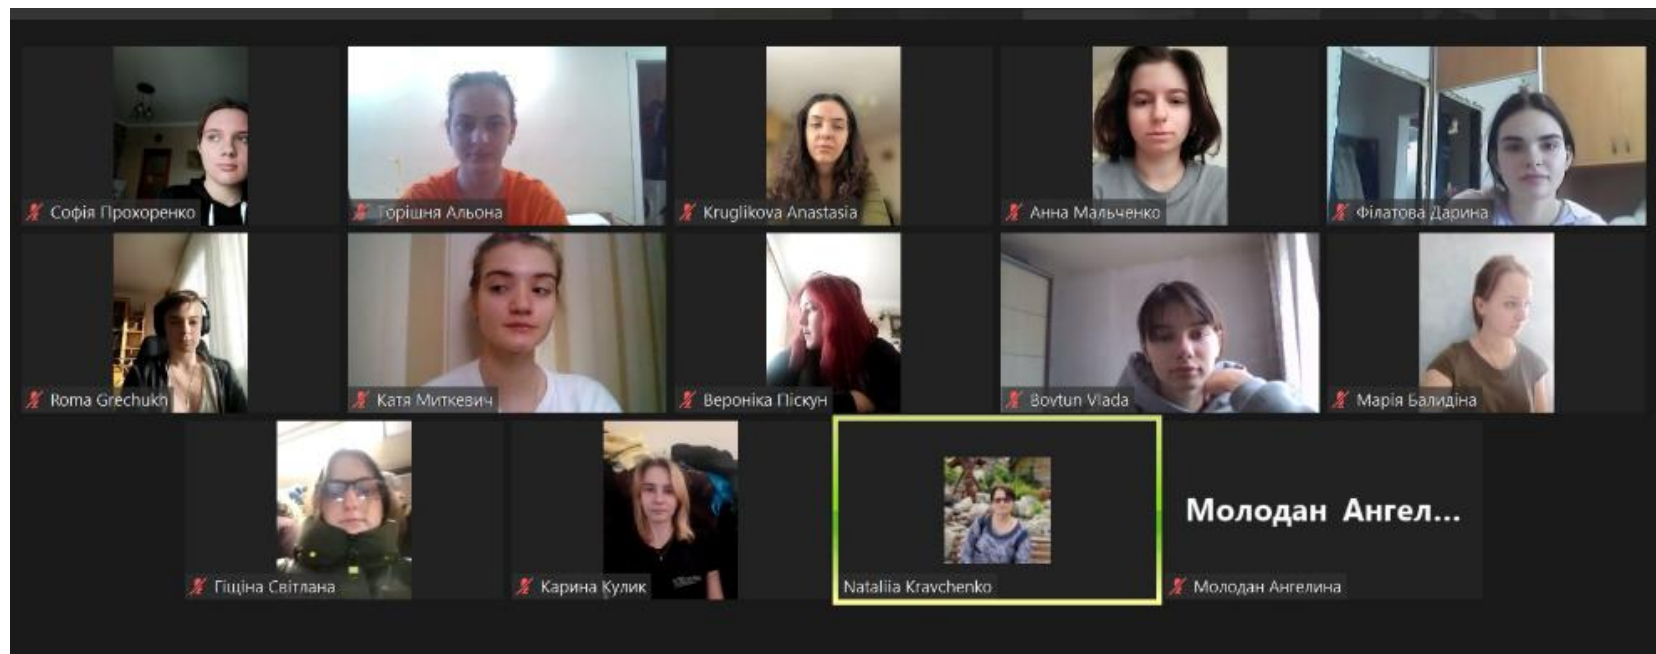 Софія Прохоренко
Горішня Альона
Kruglikova Anastasia
Анна Мальченко
Філатова Дарина
Roma Grechukh
Катя Миткевич
Вероніка Піскун
Bovtun Vlada
Марія Балидіна
Гіщіна Світлана
Карина Кулик
Nataliia Kravchenko
Молодан Ангел...
Молодан Ангелина